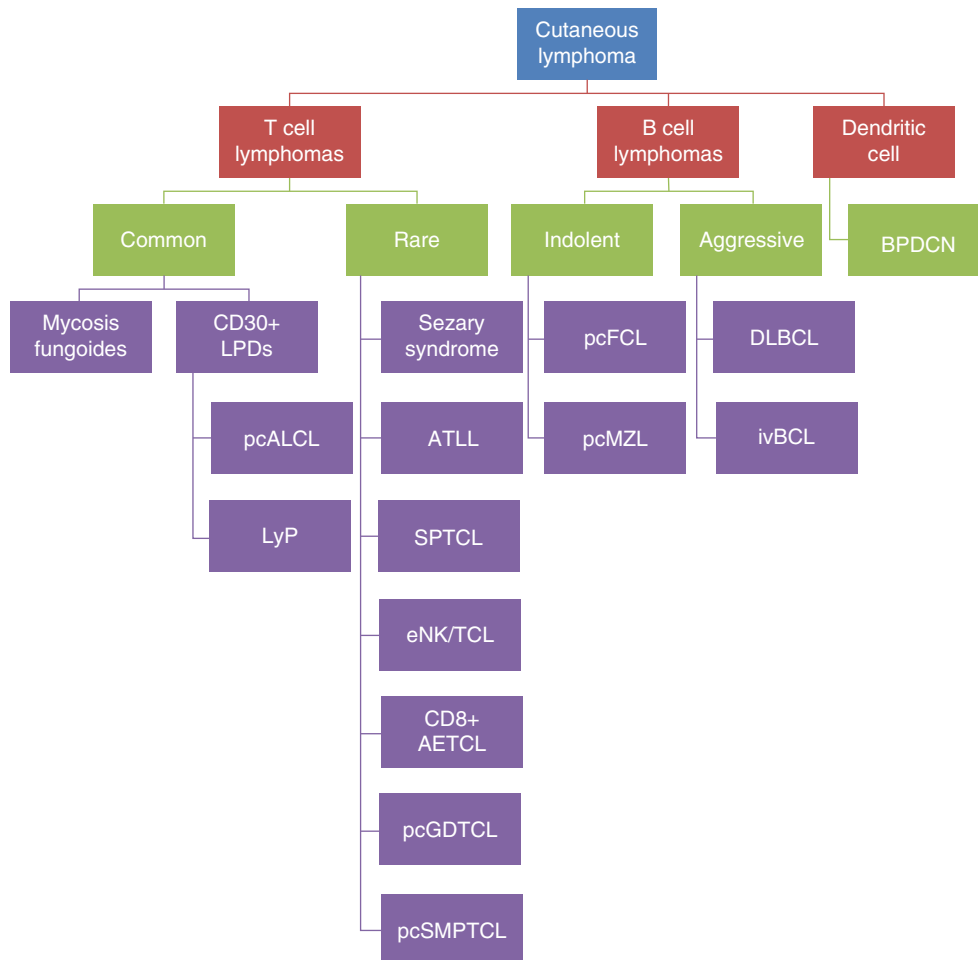 Cutaneous
lymphoma
T cell
lymphomas
B cell
lymphomas
Dendritic
cell
Common
Rare
Indolent
Aggressive
BPDCN
Mycosis
fungoides
CD30+
LPDs
Sezary
syndrome
pcFCL
DLBCL
pcALCL
ATLL
pcMZL
ivBCL
LyP
SPTCL
eNK/TCL
CD8+
AETCL
pcGDTCL
pcSMPTCL